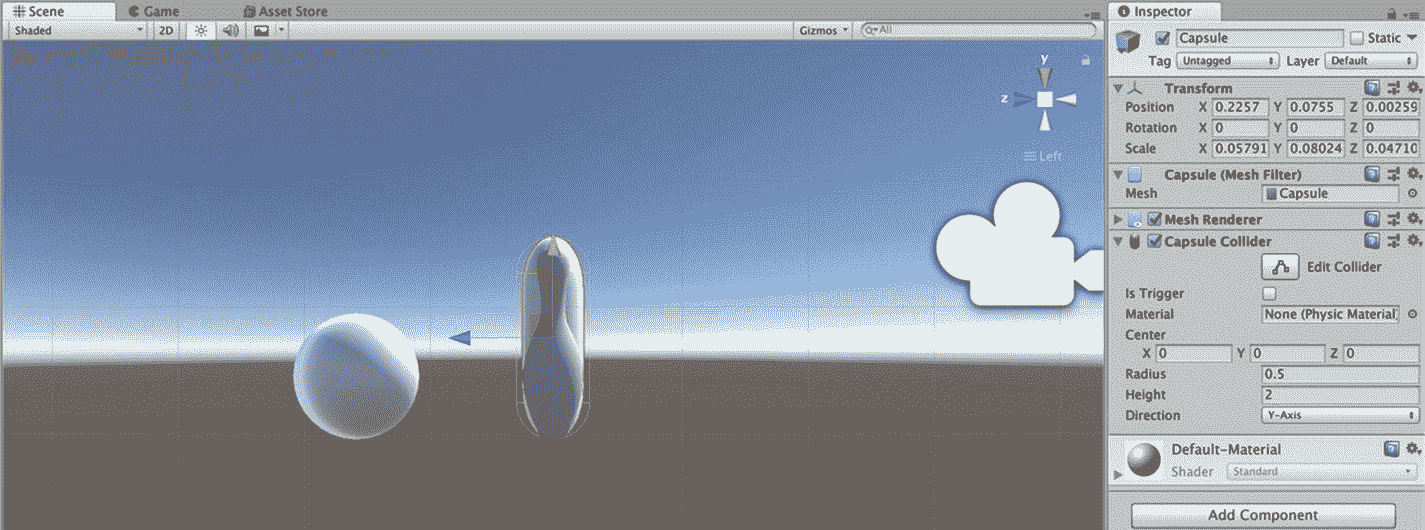 Scene Game Asset Store
Shaded 2D Gizmos All
y
z
Left
Inspector
Capsule Static
Tag Untagged Layer Default
Transform
Position X 0.2257 Y 0.0755 Z 0.00259
Rotation X 0 Y 0 Z 0
Scale X 0.05791 Y 0.08024 Z 0.04710
Capsule (Mesh Filter)
Mesh Capsule
Mesh Renderer
Capsule Collider
Edit Collider
Is Trigger
Material None (Physic Material)
Center
X 0 Y 0 Z 0
Radius 0.5
Height 2
Direction Y-Axis
Default-Material
Shader Standard
Add Component